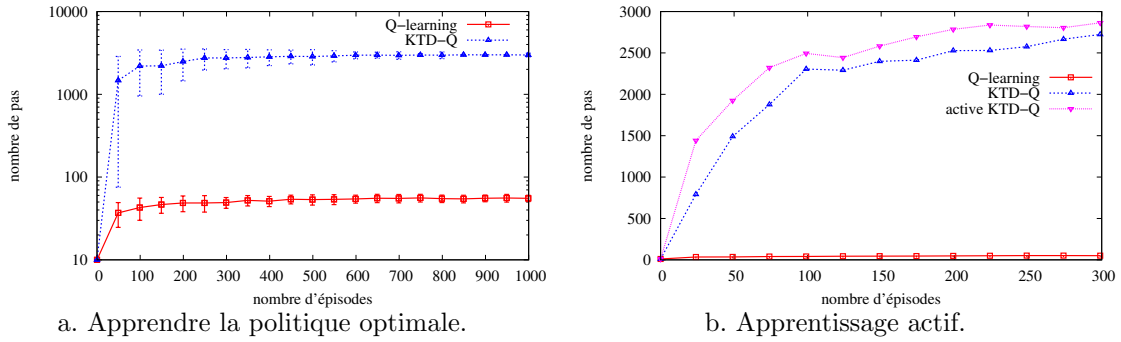 10000
1000
100
10
nombre de pas
Q−learning
KTD−Q
0 100 200 300 400 500 600 700 800 900 1000
nombre d'épisodes
a. Apprendre la politique optimale.
3000
2500
2000
1500
1000
500
0
nombre de pas
Q−learning
KTD−Q
active KTD−Q
0 50 100 150 200 250 300
nombre d'épisodes
b. Apprentissage actif.